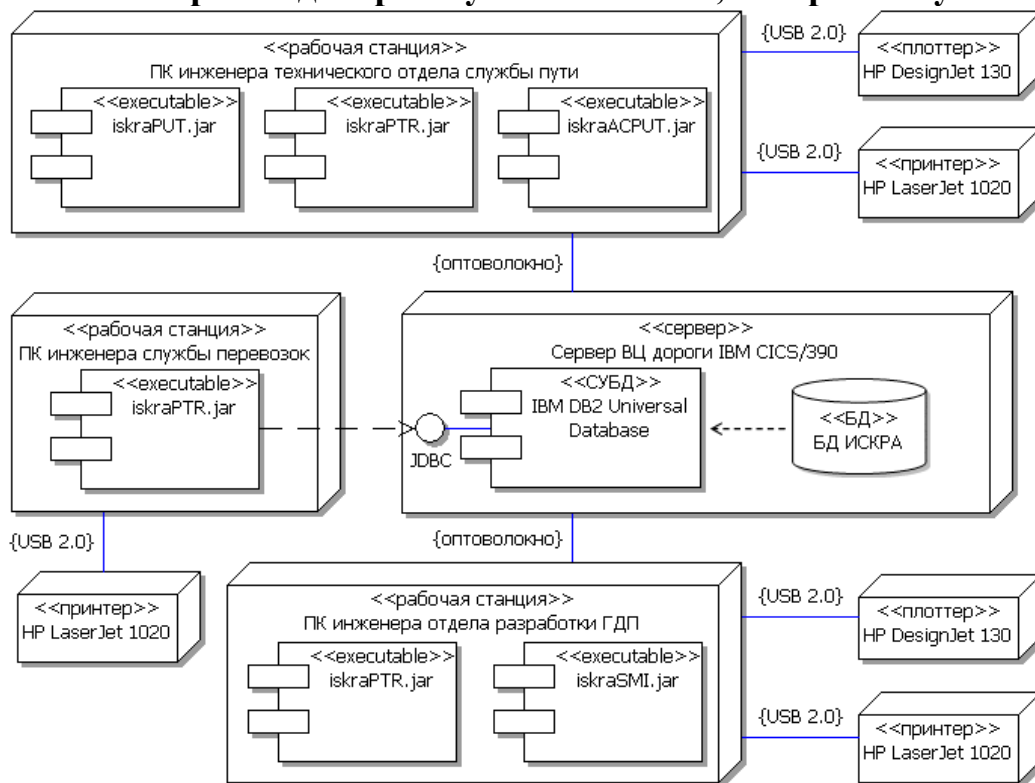 {USB 2.0}
<<рабочая станция>>
ПК инженера технического отдела службы пути
<<executable>>
iskraPUT.jar
<<executable>>
iskraPTR.jar
<<executable>>
iskraACPUT.jar
<<плоттер>>
HP DesignJet 130
{USB 2.0}
<<принтер>>
HP LaserJet 1020
{оптоволокно}
<<рабочая станция>>
ПК инженера службы перевозок
<<executable>>
iskraPTR.jar
JDBC
<<сервер>>
Сервер ВЦ дороги IBM CICS/390
<<СУБД>>
IBM DB2 Universal
Database
<<БД>>
БД ИСКРА
{USB 2.0}
<<принтер>>
HP LaserJet 1020
{оптоволокно}
<<рабочая станция>>
ПК инженера отдела разработки ГДП
<<executable>>
iskraPTR.jar
<<executable>>
iskraSMI.jar
{USB 2.0}
<<плоттер>>
HP DesignJet 130
{USB 2.0}
<<принтер>>
HP LaserJet 1020